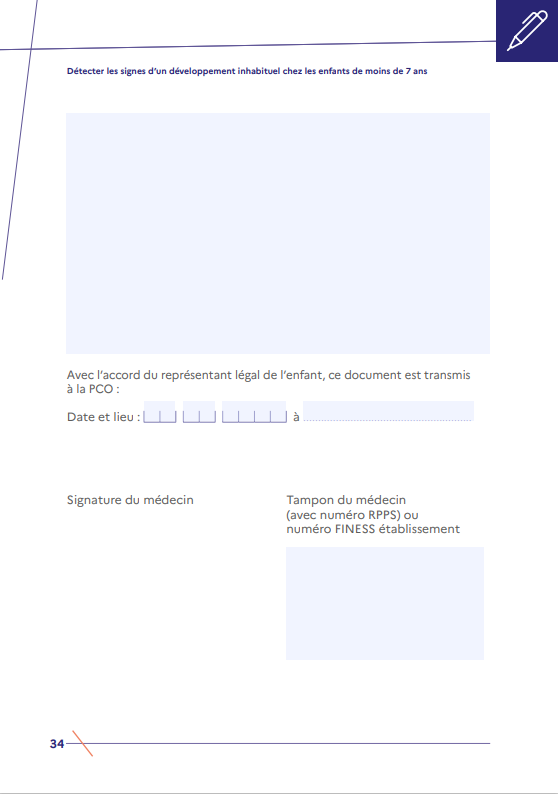 Détecter les signes d’un développement inhabituel chez les enfants de moins de 7 ans
Avec l’accord du représentant légal de l’enfant, ce document est transmis
à la PCO :
Date et lieu : à
Signature du médecin
Tampon du médecin
(avec numéro RPPS) ou
numéro FINESS établissement
34